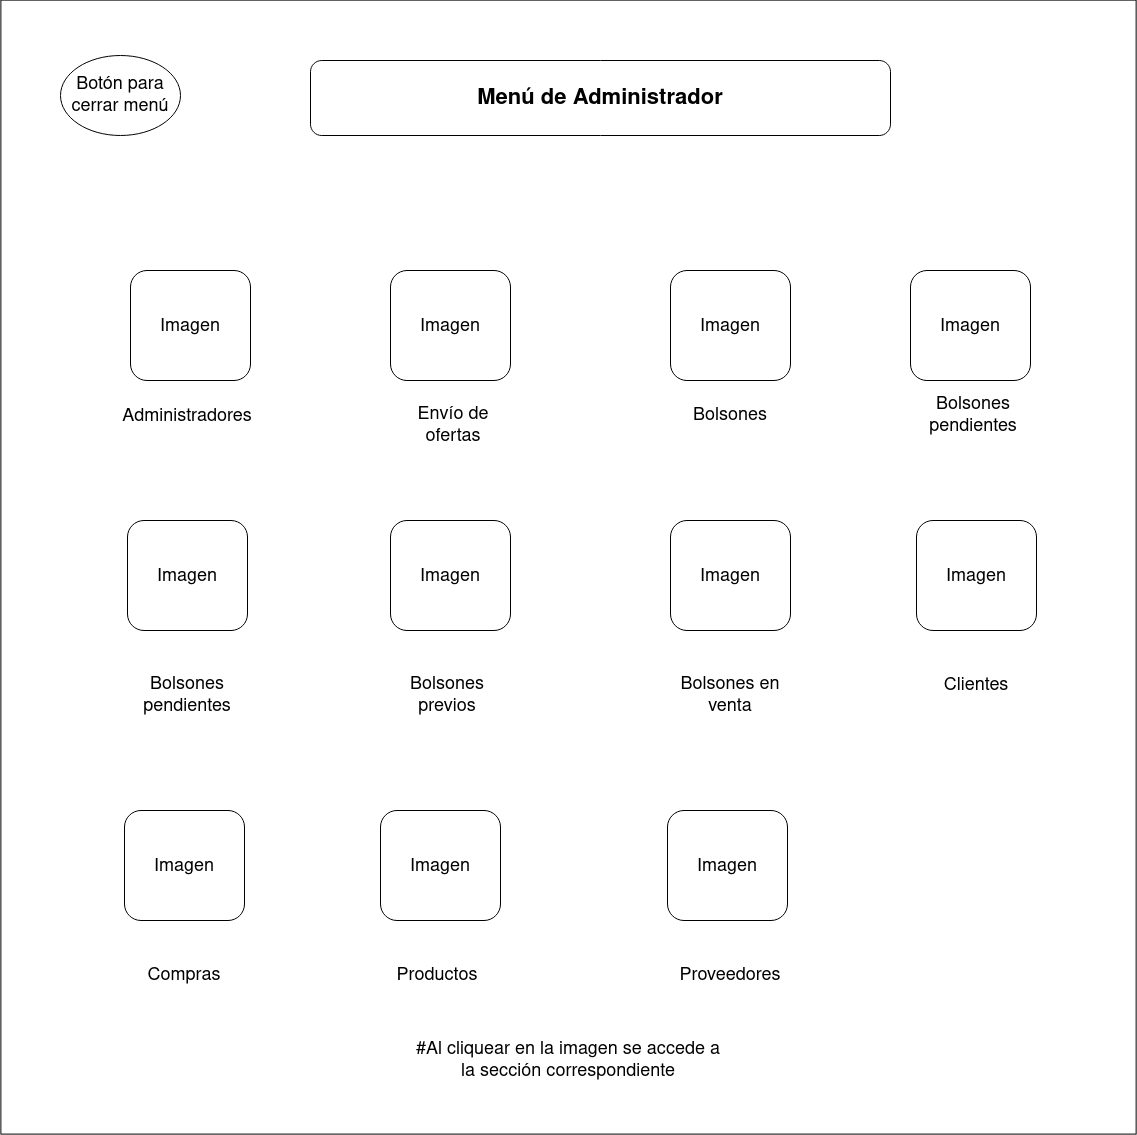 Botón para
cerrar menú
Menú de Administrador
Imagen
Imagen
Imagen
Imagen
Administradores
Envío de
ofertas
Bolsones
Bolsones
pendientes
Imagen
Imagen
Imagen
Imagen
Bolsones
pendientes
Bolsones
previos
Bolsones en
venta
Clientes
Imagen
Imagen
Imagen
Compras
Productos
Proveedores
#Al cliquear en la imagen se accede a
la sección correspondiente